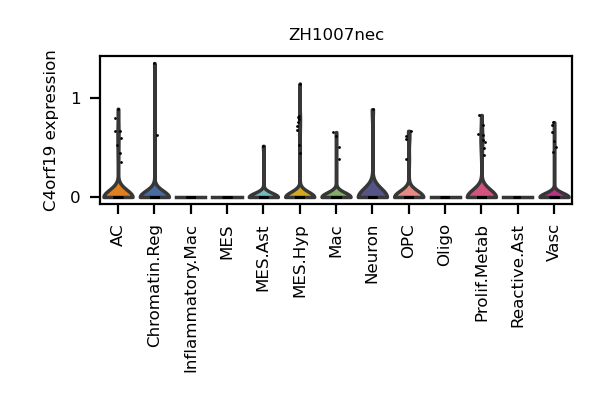 ZH1007nec
C4orf19 expression
1
0
AC
Chromatin.Reg
Inflammatory.Mac
MES
MES.Ast
MES.Hyp
Mac
Neuron
OPC
Oligo
Prolif.Metab
Reactive.Ast
Vasc